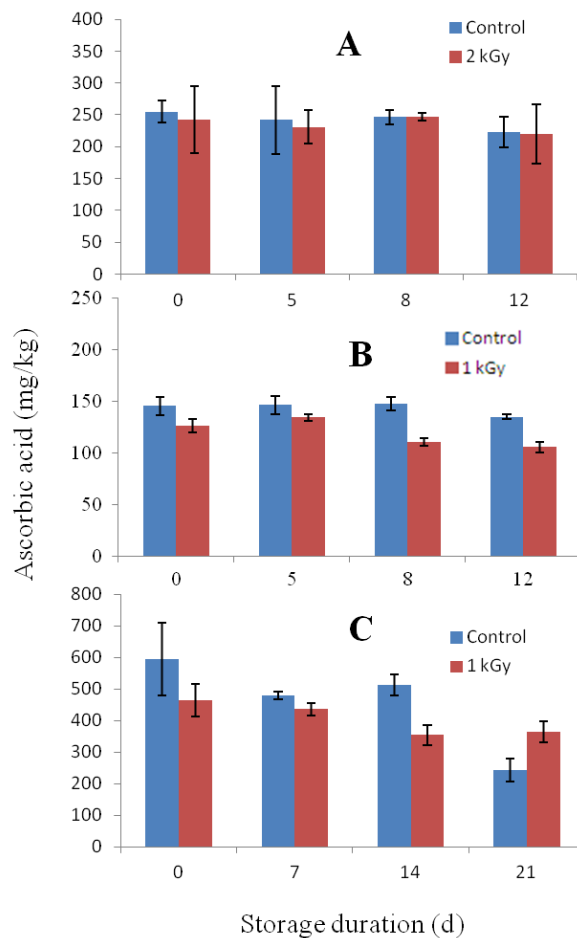 400
350
300
250
200
150
100
50
0
A
Control
2 kGy
0 5 8 12
250
200
150
100
50
0
B
Control
1 kGy
0 5 8 12
Ascorbic acid (mg/kg)
800
700
600
500
400
300
200
100
0
C
Control
1 kGy
0 7 14 21
Storage duration (d)